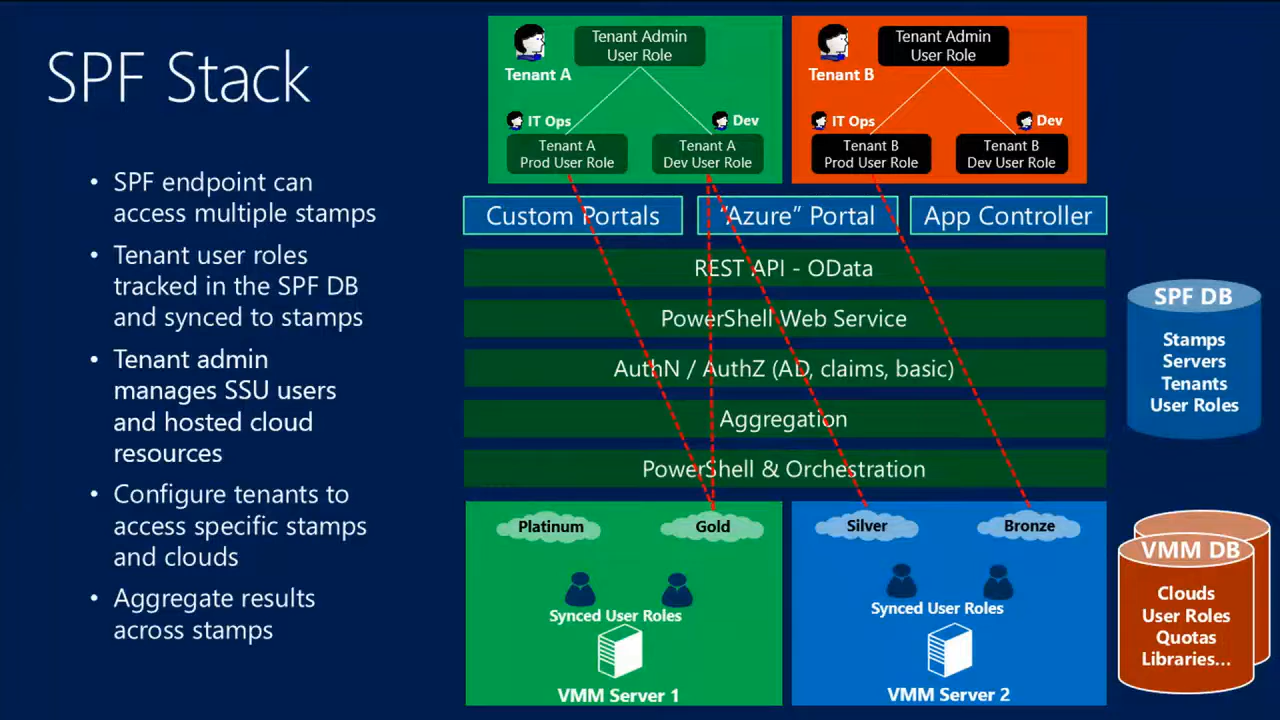 SPF Stack
• SPF endpoint can
access multiple stamps
• Tenant user roles
tracked in the SPF DB
and synced to stamps
• Tenant admin
manages SSU users
and hosted cloud
resources
• Configure tenants to
access specific stamps
and clouds
• Aggregate results
across stamps
Tenant A
Tenant Admin
User Role
IT Ops
Dev
Tenant A
Prod User Role
Tenant A
Dev User Role
Tenant B
Tenant Admin
User Role
IT Ops
Dev
Tenant B
Prod User Role
Tenant B
Dev User Role
Custom Portals
“Azure” Portal
App Controller
REST API - OData
PowerShell Web Service
AuthN / AuthZ (AD, claims, basic)
Aggregation
PowerShell & Orchestration
Platinum
Gold
Synced User Roles
VMM Server 1
Silver
Bronze
Synced User Roles
VMM Server 2
SPF DB
Stamps
Servers
Tenants
User Roles
VMM DB
Clouds
User Roles
Quotas
Libraries...